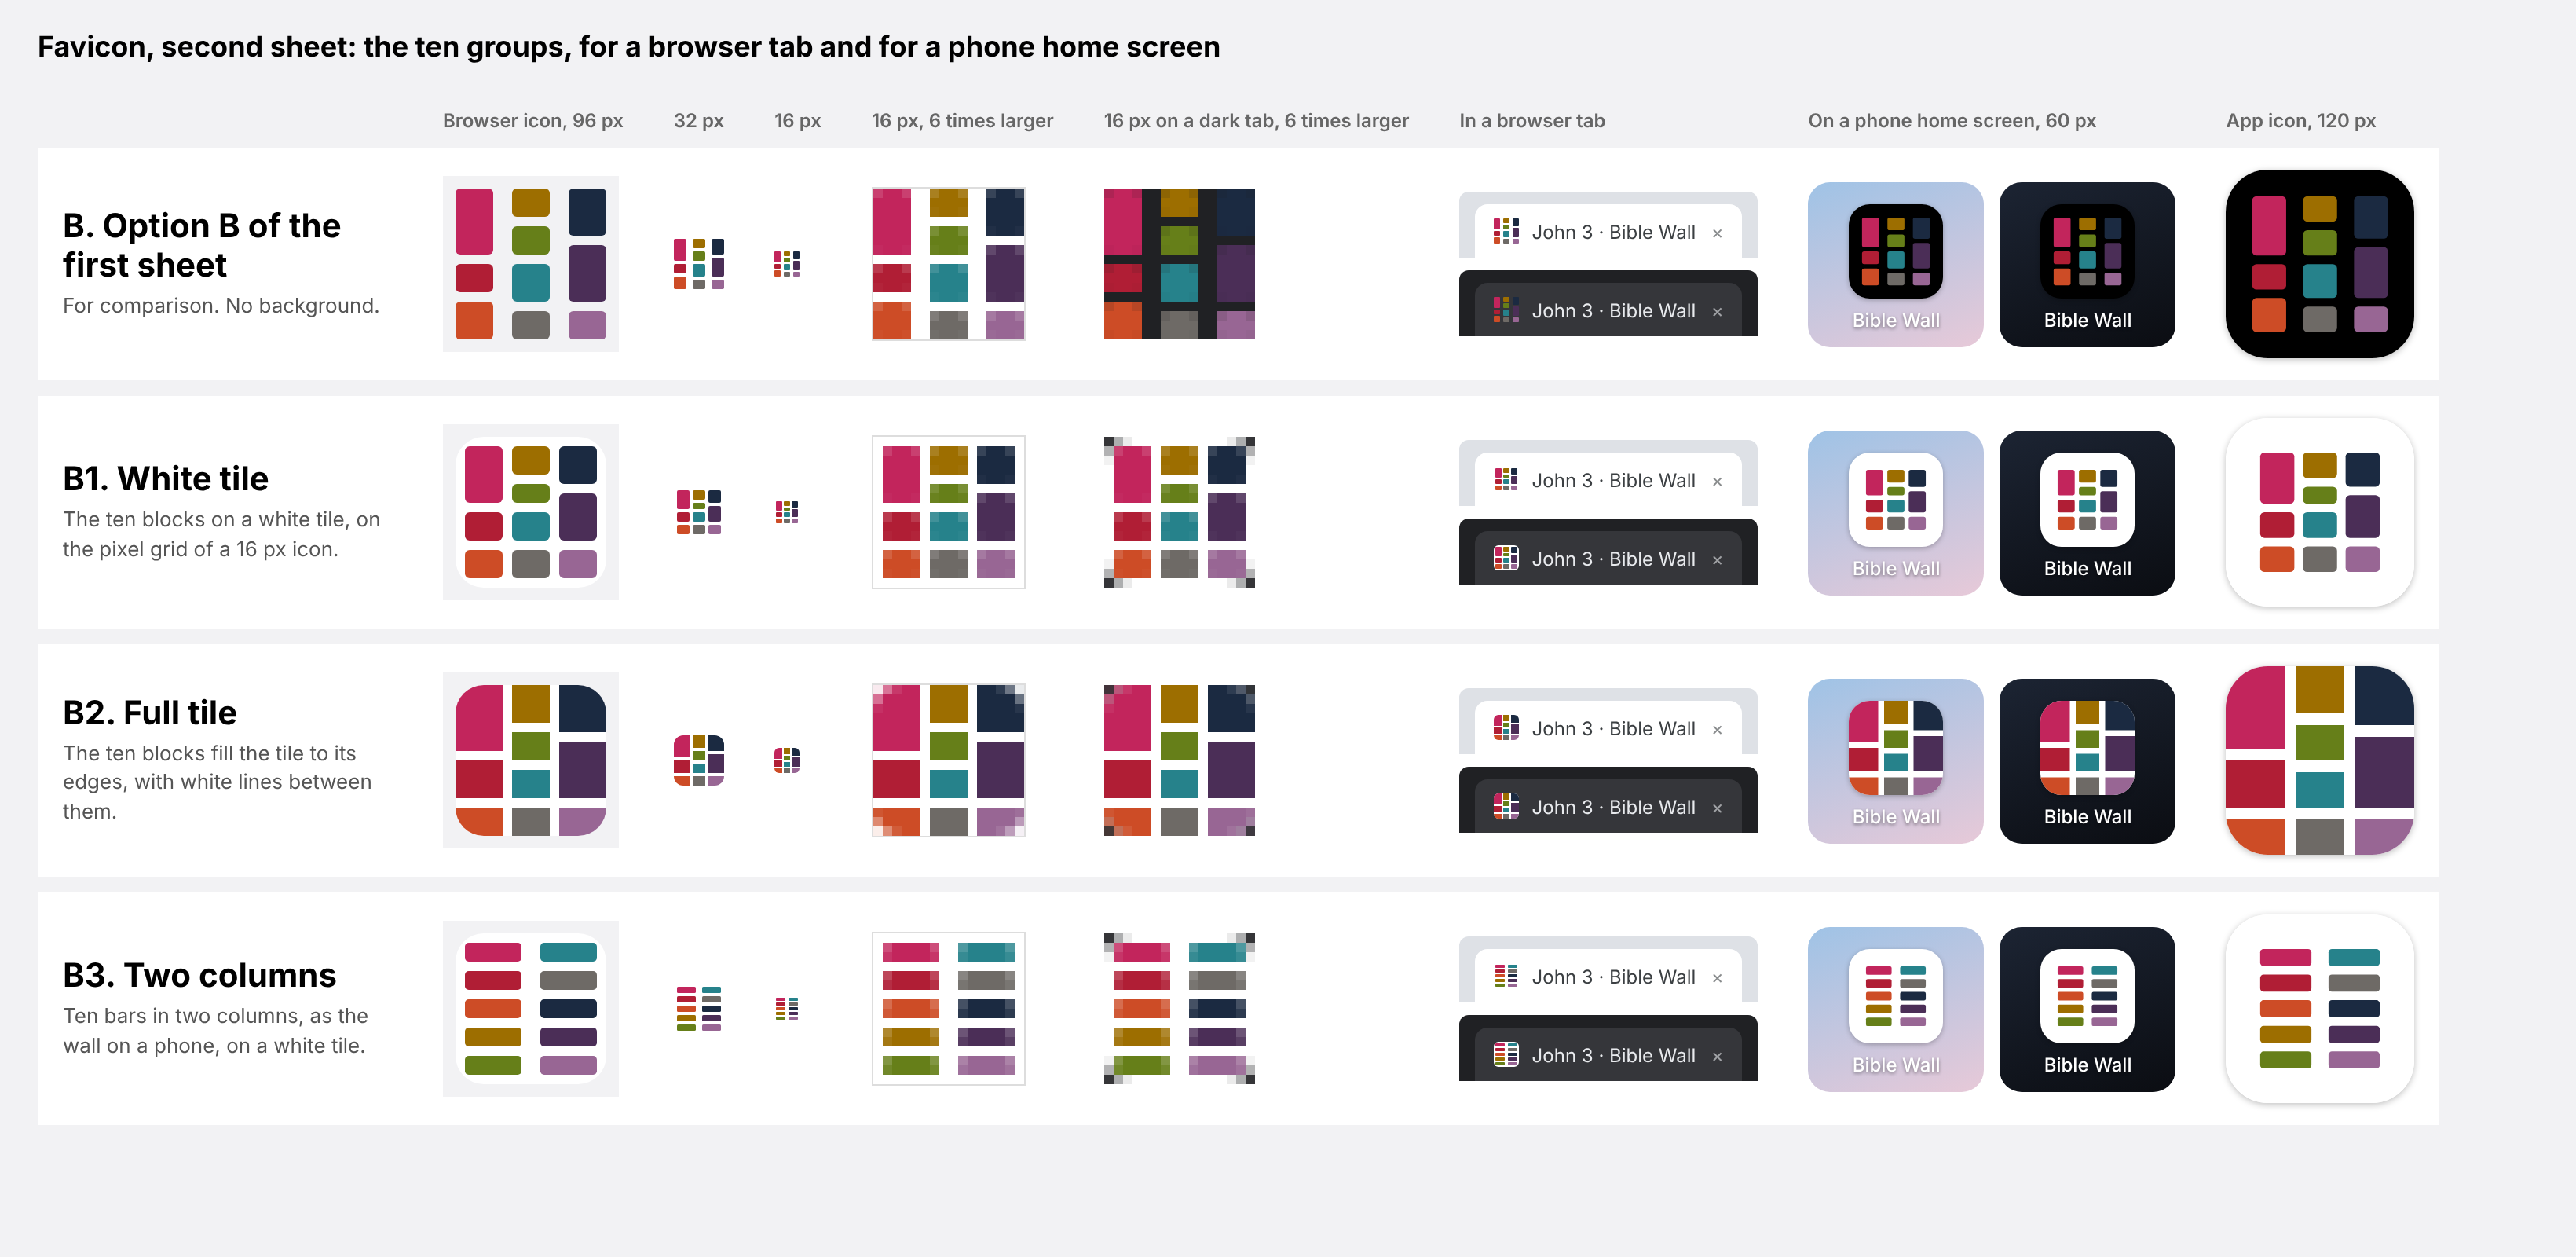 Favicon, second sheet: the ten groups, for a browser tab and for a phone home screen
Browser icon, 96 px
32 px
16 px
16 px, 6 times larger
16 px on a dark tab, 6 times larger
In a browser tab
On a phone home screen, 60 px
App icon, 120 px
B. Option B of the
first sheet
For comparison. No background.
John 3 · Bible Wall ×
John 3 · Bible Wall ×
Bible Wall
Bible Wall
B1. White tile
The ten blocks on a white tile, on
the pixel grid of a 16 px icon.
John 3 · Bible Wall ×
John 3 · Bible Wall ×
Bible Wall
Bible Wall
B2. Full tile
The ten blocks fill the tile to its
edges, with white lines between
them.
John 3 · Bible Wall ×
John 3 · Bible Wall ×
Bible Wall
Bible Wall
B3. Two columns
Ten bars in two columns, as the
wall on a phone, on a white tile.
John 3 · Bible Wall ×
John 3 · Bible Wall ×
Bible Wall
Bible Wall